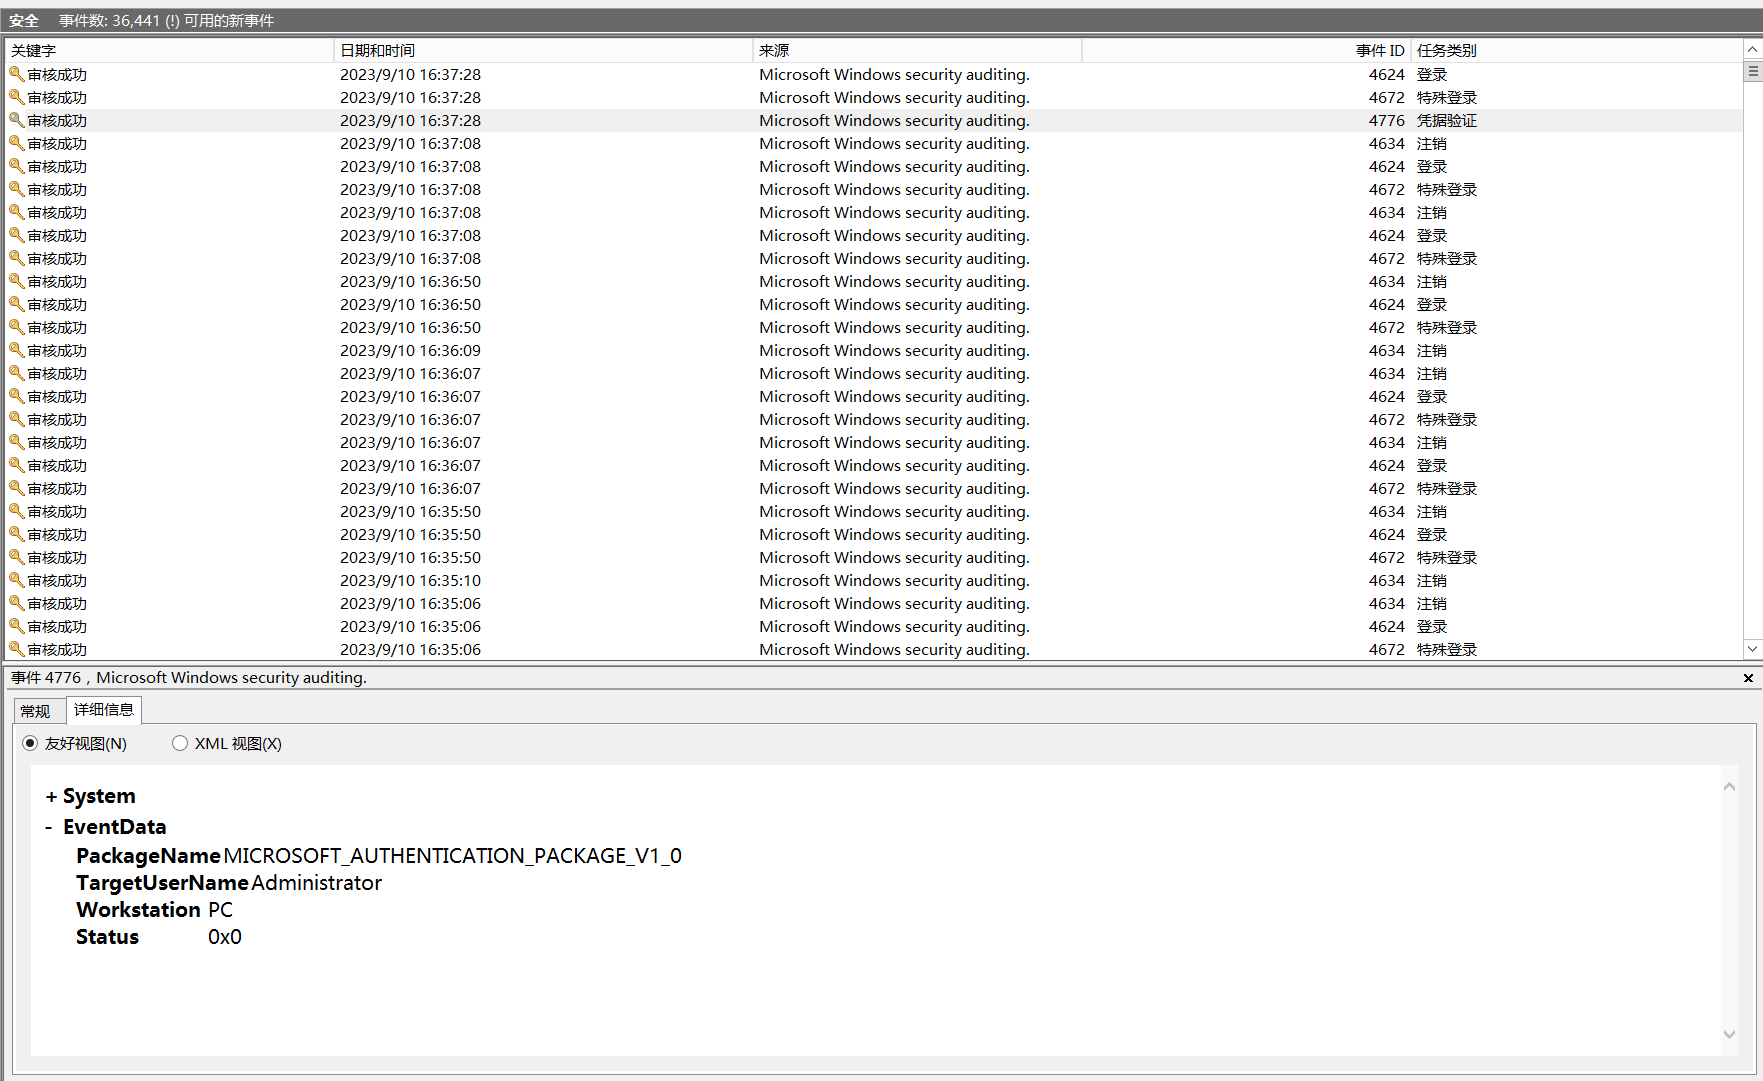 安全 事件数: 36,441 (!) 可用的新事件
关键字 日期和时间 来源 事件 ID 任务类别
审核成功 2023/9/10 16:37:28 Microsoft Windows security auditing. 4624 登录
审核成功 2023/9/10 16:37:28 Microsoft Windows security auditing. 4672 特殊登录
审核成功 2023/9/10 16:37:28 Microsoft Windows security auditing. 4776 凭据验证
审核成功 2023/9/10 16:37:08 Microsoft Windows security auditing. 4634 注销
审核成功 2023/9/10 16:37:08 Microsoft Windows security auditing. 4624 登录
审核成功 2023/9/10 16:37:08 Microsoft Windows security auditing. 4672 特殊登录
审核成功 2023/9/10 16:37:08 Microsoft Windows security auditing. 4634 注销
审核成功 2023/9/10 16:37:08 Microsoft Windows security auditing. 4624 登录
审核成功 2023/9/10 16:37:08 Microsoft Windows security auditing. 4672 特殊登录
审核成功 2023/9/10 16:36:50 Microsoft Windows security auditing. 4634 注销
审核成功 2023/9/10 16:36:50 Microsoft Windows security auditing. 4624 登录
审核成功 2023/9/10 16:36:50 Microsoft Windows security auditing. 4672 特殊登录
审核成功 2023/9/10 16:36:09 Microsoft Windows security auditing. 4634 注销
审核成功 2023/9/10 16:36:07 Microsoft Windows security auditing. 4634 注销
审核成功 2023/9/10 16:36:07 Microsoft Windows security auditing. 4624 登录
审核成功 2023/9/10 16:36:07 Microsoft Windows security auditing. 4672 特殊登录
审核成功 2023/9/10 16:36:07 Microsoft Windows security auditing. 4634 注销
审核成功 2023/9/10 16:36:07 Microsoft Windows security auditing. 4624 登录
审核成功 2023/9/10 16:36:07 Microsoft Windows security auditing. 4672 特殊登录
审核成功 2023/9/10 16:35:50 Microsoft Windows security auditing. 4634 注销
审核成功 2023/9/10 16:35:50 Microsoft Windows security auditing. 4624 登录
审核成功 2023/9/10 16:35:50 Microsoft Windows security auditing. 4672 特殊登录
审核成功 2023/9/10 16:35:10 Microsoft Windows security auditing. 4634 注销
审核成功 2023/9/10 16:35:06 Microsoft Windows security auditing. 4634 注销
审核成功 2023/9/10 16:35:06 Microsoft Windows security auditing. 4624 登录
审核成功 2023/9/10 16:35:06 Microsoft Windows security auditing. 4672 特殊登录
事件 4776，Microsoft Windows security auditing.
常规 详细信息
友好视图(N) XML 视图(X)
+ System
- EventData
PackageName MICROSOFT_AUTHENTICATION_PACKAGE_V1_0
TargetUserName Administrator
Workstation PC
Status 0x0